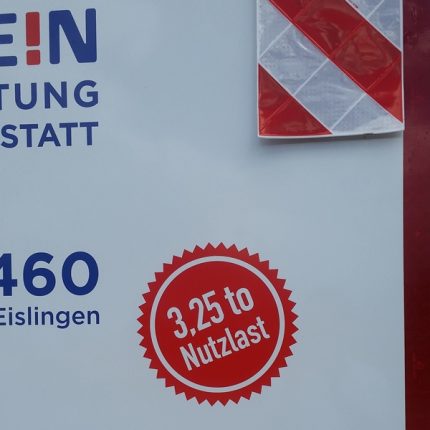 E!N
TUNG
STATT
460
Eislingen
3,25 to
Nutzlast